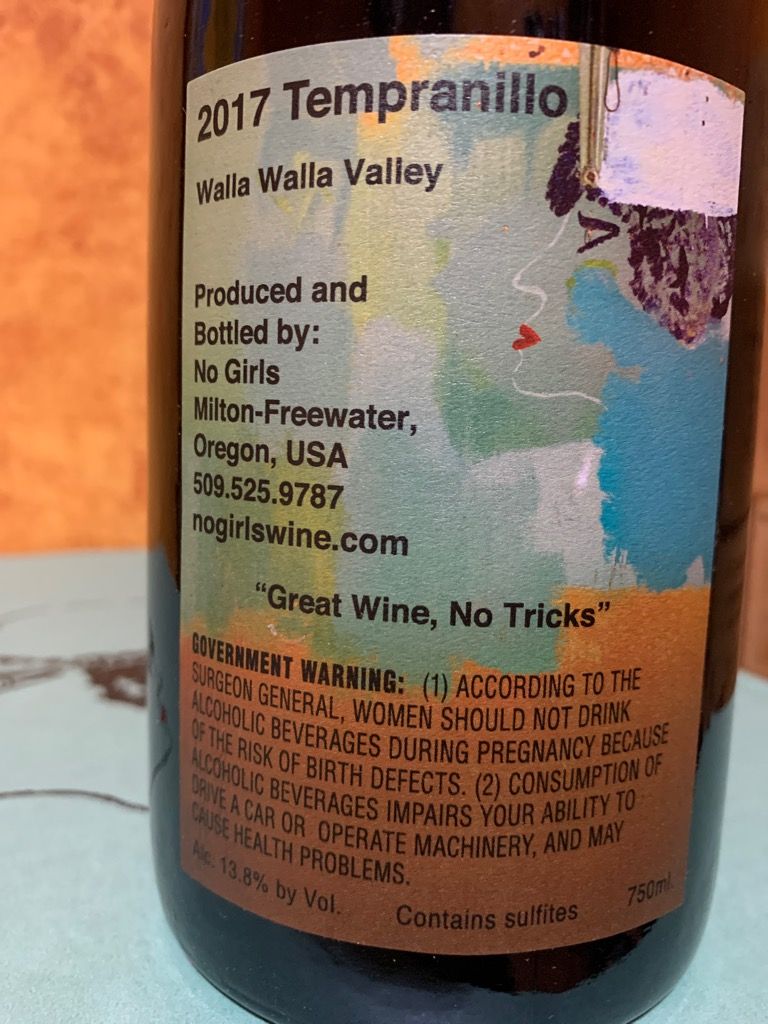 2017 Tempranillo
Walla Walla Valley
Produced and
Bottled by:
No Girls
Milton-Freewater,
Oregon, USA
509.525.9787
nogirlswine.com
“Great Wine, No Tricks”
GOVERNMENT WARNING: (1) ACCORDING TO THE
SURGEON GENERAL, WOMEN SHOULD NOT DRINK
ALCOHOLIC BEVERAGES DURING PREGNANCY BECAUSE
OF THE RISK OF BIRTH DEFECTS. (2) CONSUMPTION OF
ALCOHOLIC BEVERAGES IMPAIRS YOUR ABILITY TO
DRIVE A CAR OR OPERATE MACHINERY, AND MAY
CAUSE HEALTH PROBLEMS.
Alc. 13.8% by Vol. Contains sulfites 750ml.